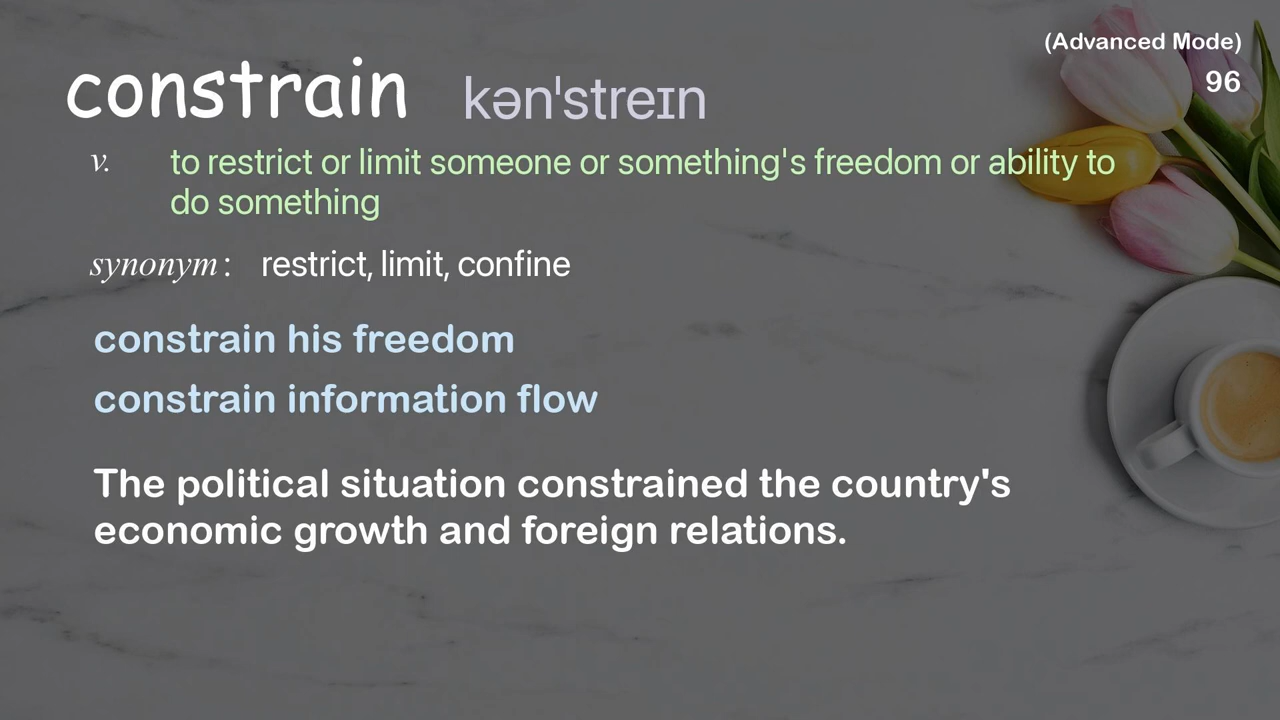 (Advanced Mode)
96
constrain kən'streɪn
v. to restrict or limit someone or something's freedom or ability to
do something
synonym : restrict, limit, confine
constrain his freedom
constrain information flow
The political situation constrained the country's
economic growth and foreign relations.